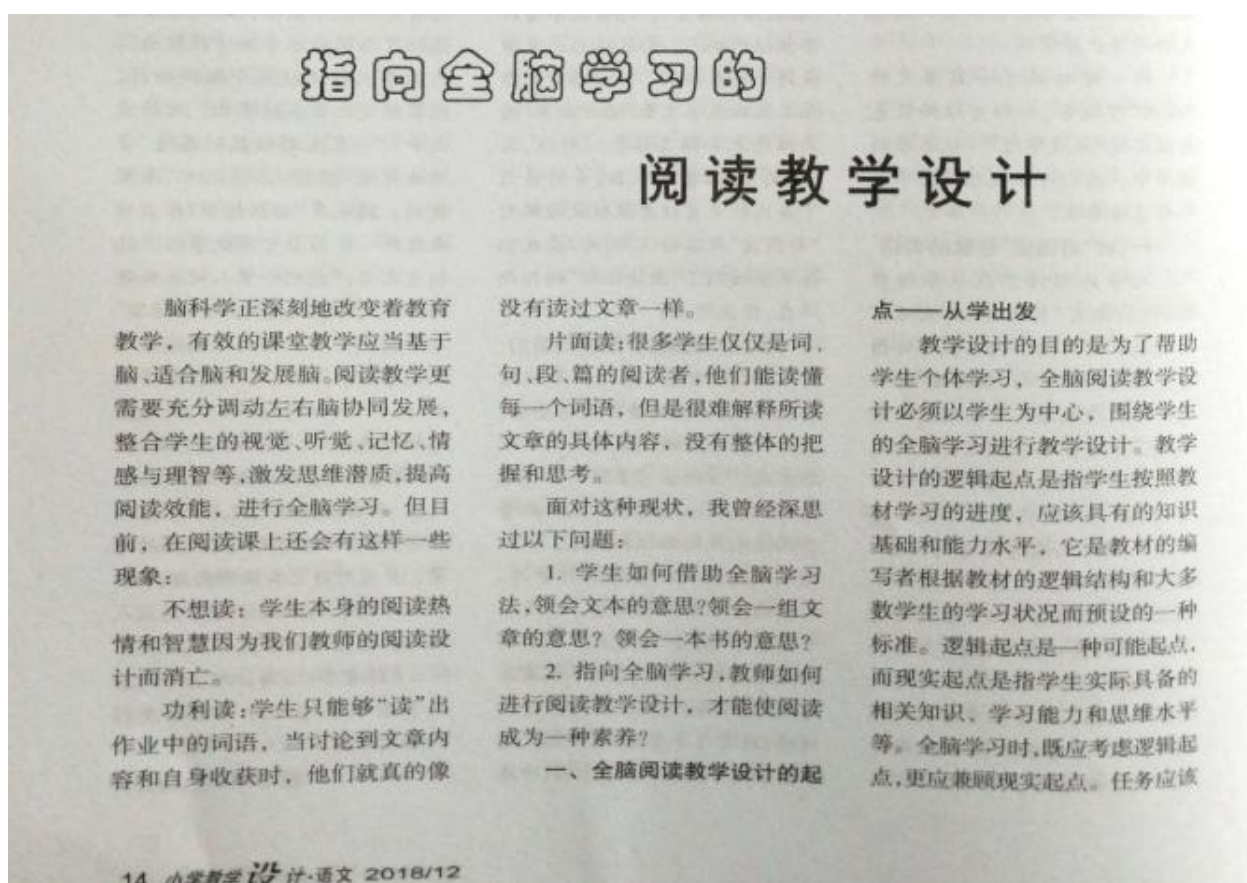 指向全脑学习的
阅读教学设计
脑科学正深刻地改变着教育
教学，有效的课堂教学应当基于
脑、适合脑和发展脑。阅读教学更
需要充分调动左右脑协同发展，
整合学生的视觉、听觉、记忆、情
感与理智等，激发思维潜质，提高
阅读效能，进行全脑学习。但目
前，在阅读课上还会有这样一些
现象：
不想读：学生本身的阅读热
情和智慧因为我们教师的阅读设
计而消亡。
功利读：学生只能够“读”出
作业中的词语，当讨论到文章内
容和自身收获时，他们就真的像
没有读过文章一样。
片面读：很多学生仅仅是词、
句、段、篇的阅读者，他们能读懂
每一个词语，但是很难解释所读
文章的具体内容，没有整体的把
握和思考。
面对这种现状，我曾经深思
过以下问题：
1. 学生如何借助全脑学习
法，领会文本的意思？领会一组文
章的意思？领会一本书的意思？
2. 指向全脑学习，教师如何
进行阅读教学设计，才能使阅读
成为一种素养？
一、全脑阅读教学设计的起
点——从学出发
教学设计的目的是为了帮助
学生个体学习，全脑阅读教学设
计必须以学生为中心，围绕学生
的全脑学习进行教学设计。教学
设计的逻辑起点是指学生按照教
材学习的进度，应该具有的知识
基础和能力水平，它是教材的编
写者根据教材的逻辑结构和大多
数学生的学习状况而预设的一种
标准。逻辑起点是一种可能起点，
而现实起点是指学生实际具备的
相关知识、学习能力和思维水平
等。全脑学习时，既应考虑逻辑起
点，更应兼顾现实起点。任务应该
14 小学教学设计·语文 2018/12